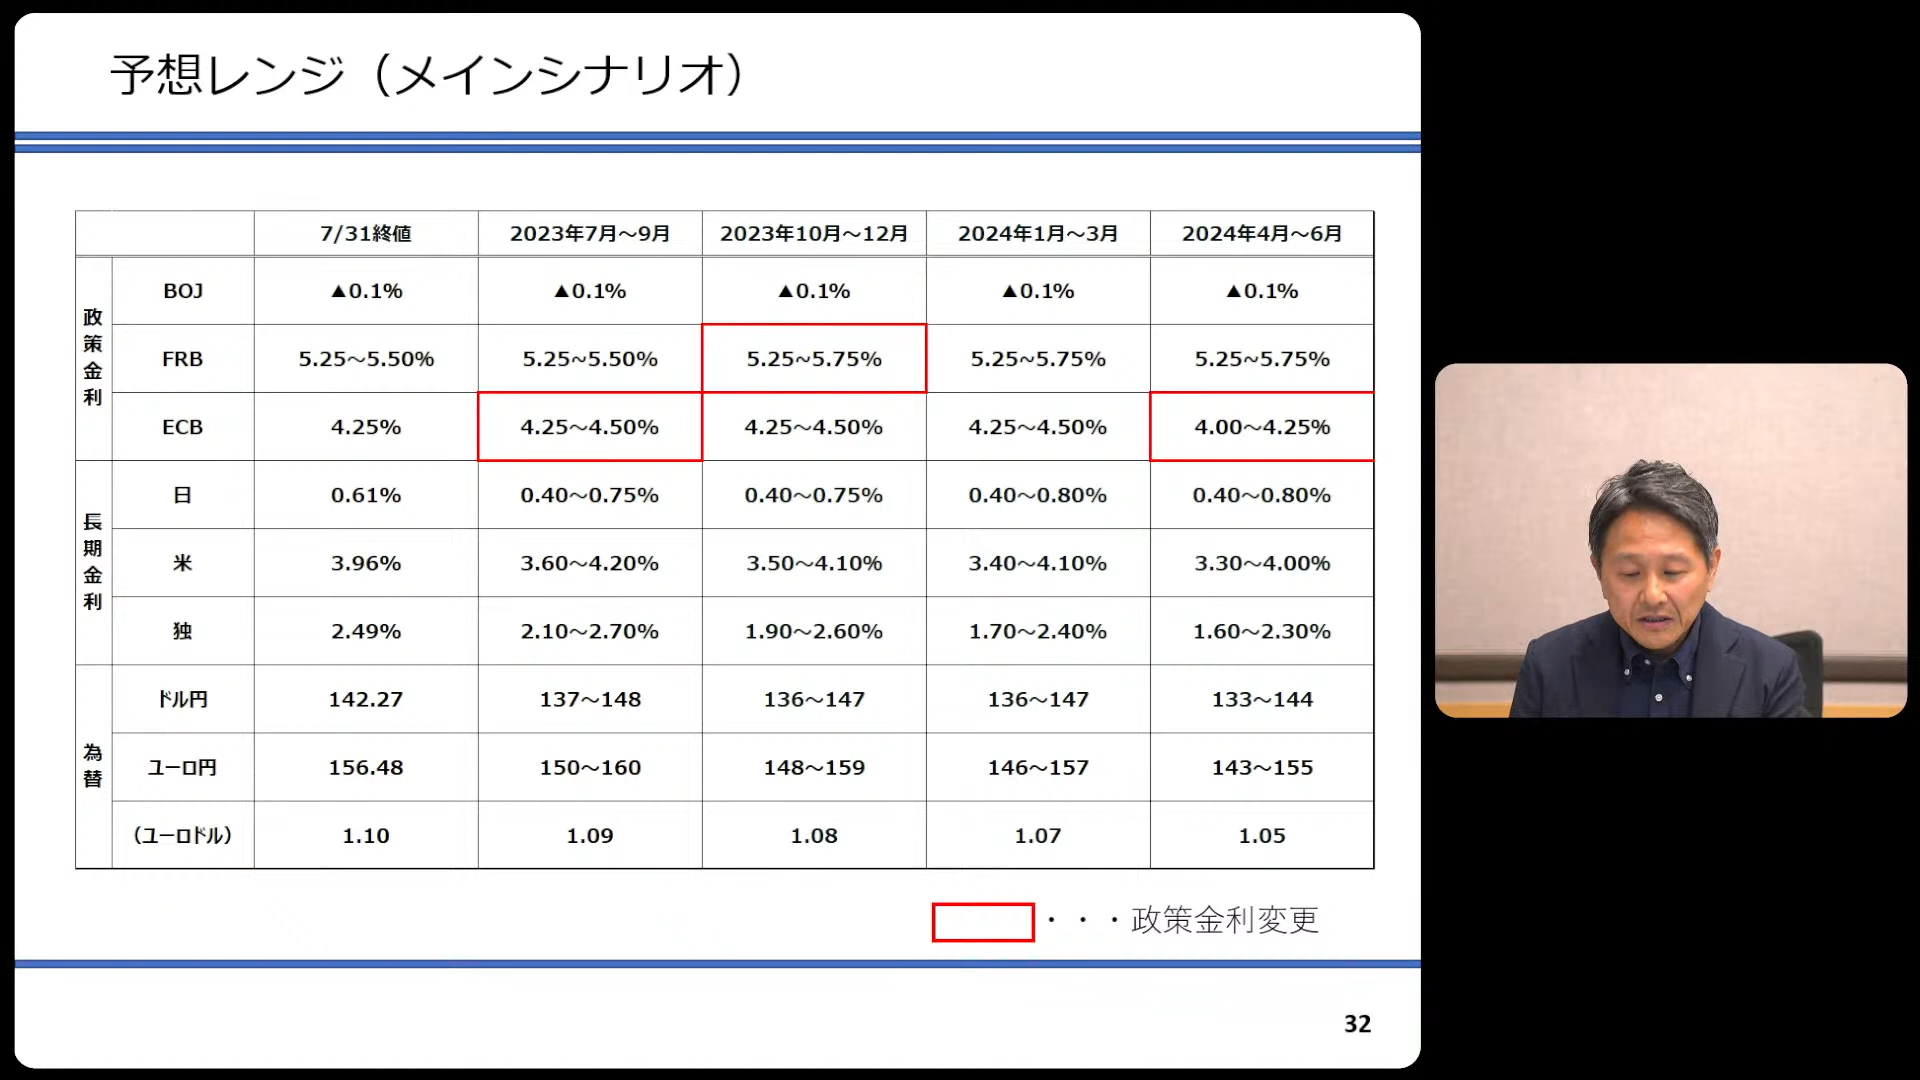 予想レンジ（メインシナリオ）
7/31終値 2023年7月～9月 2023年10月～12月 2024年1月～3月 2024年4月～6月
政策金利
BOJ ▲0.1% ▲0.1% ▲0.1% ▲0.1% ▲0.1%
FRB 5.25～5.50% 5.25~5.50% 5.25~5.75% 5.25~5.75% 5.25~5.75%
ECB 4.25% 4.25～4.50% 4.25～4.50% 4.25～4.50% 4.00～4.25%
長期金利
日 0.61% 0.40～0.75% 0.40～0.75% 0.40～0.80% 0.40～0.80%
米 3.96% 3.60～4.20% 3.50～4.10% 3.40～4.10% 3.30～4.00%
独 2.49% 2.10～2.70% 1.90～2.60% 1.70～2.40% 1.60～2.30%
為替
ドル円 142.27 137～148 136～147 136～147 133～144
ユーロ円 156.48 150～160 148～159 146～157 143～155
（ユーロドル） 1.10 1.09 1.08 1.07 1.05
・・・政策金利変更
32